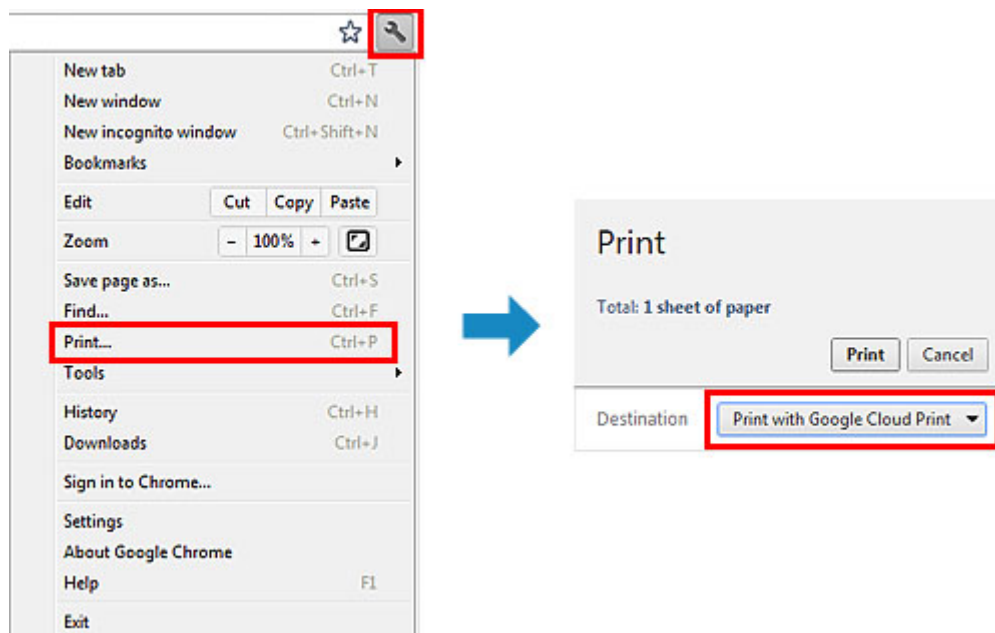 New tab Ctrl+T
New window Ctrl+N
New incognito window Ctrl+Shift+N
Bookmarks
Edit Cut Copy Paste
Zoom - 100% +
Save page as... Ctrl+S
Find... Ctrl+F
Print... Ctrl+P
Tools
History Ctrl+H
Downloads Ctrl+J
Sign in to Chrome...
Settings
About Google Chrome
Help F1
Exit
Print
Total: 1 sheet of paper
Print Cancel
Destination Print with Google Cloud Print